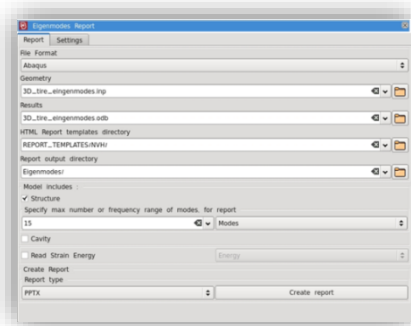 Eigenmodes Report
Report Settings
File Format
Abaqus
Geometry
3D_tire_eingenmodes.inp
Results
3D_tire_eingenmodes.odb
HTML Report templates directory
REPORT_TEMPLATES/NVH/
Report output directory
Eigenmodes/
Model includes :
Structure
Specify max number or frequency range of modes, for report
15 Modes
Cavity
Read Strain Energy Energy
Create Report
Report type
PPTX Create report